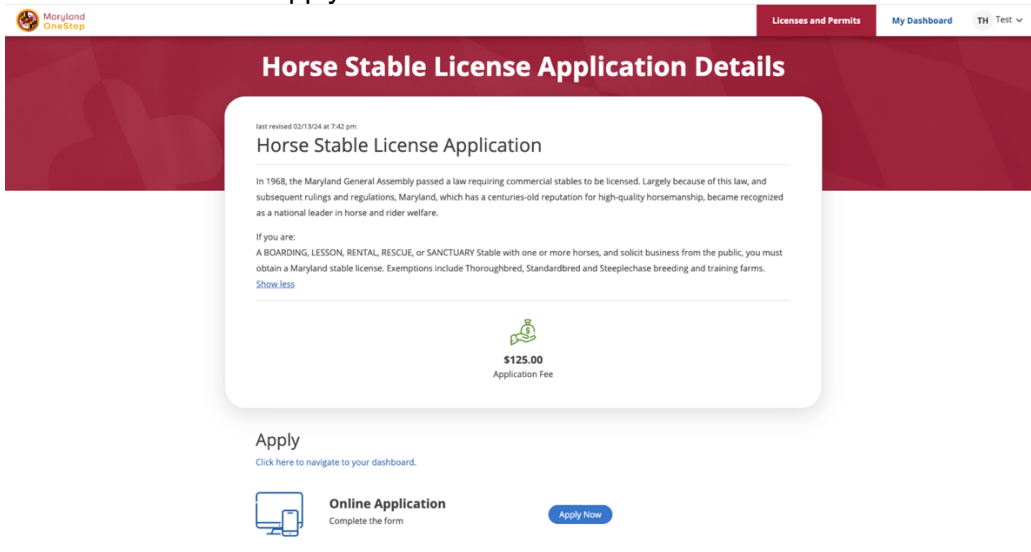 Apply
Maryland
OneStop
Licenses and Permits
My Dashboard
TH Test
Horse Stable License Application Details
last revised 02/13/24 at 7:42 pm
Horse Stable License Application
In 1968, the Maryland General Assembly passed a law requiring commercial stables to be licensed. Largely because of this law, and
subsequent rulings and regulations, Maryland, which has a centuries-old reputation for high-quality horsemanship, became recognized
as a national leader in horse and rider welfare.
If you are:
A BOARDING, LESSON, RENTAL, RESCUE, or SANCTUARY Stable with one or more horses, and solicit business from the public, you must
obtain a Maryland stable license. Exemptions include Thoroughbred, Standardbred and Steeplechase breeding and training farms.
Show less
$125.00
Application Fee
Apply
Click here to navigate to your dashboard.
Online Application
Complete the form
Apply Now